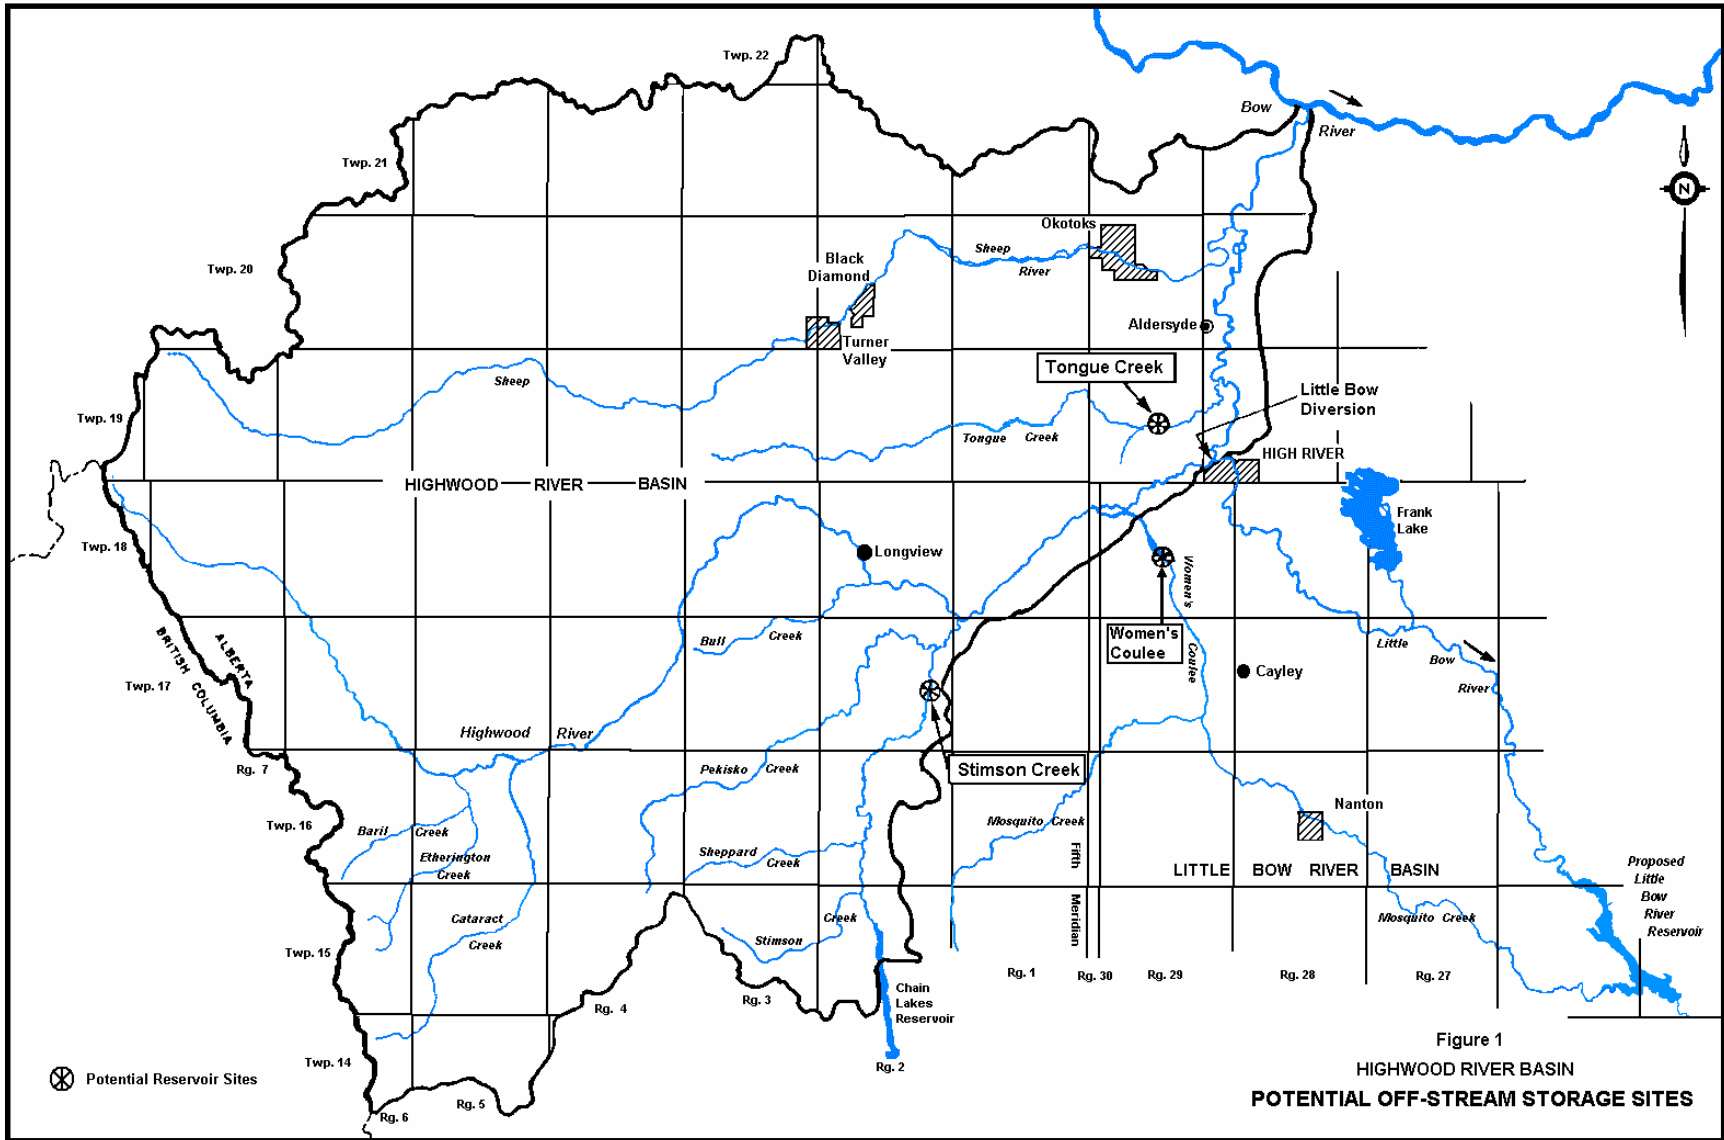 Twp. 22
Bow
River
Twp. 21
N
Okotoks
Sheep
River
Black
Diamond
Twp. 20
Aldersyde
Turner
Valley
Tongue Creek
Sheep
Little Bow
Diversion
Twp. 19
Tongue Creek
HIGH RIVER
HIGHWOOD RIVER BASIN
Frank
Lake
Twp. 18
Longview
Women's
Coulee
Bull Creek
Women's
Coulee
Little
Bow
River
ALBERTA
BRITISH COLUMBIA
Cayley
Twp. 17
Highwood River
Rg. 7
Pekisko Creek
Stimson Creek
Nanton
Twp. 16
Baril Creek
Mosquito Creek
Etherington
Creek
Sheppard
Creek
Fifth
Meridian
LITTLE BOW RIVER BASIN
Proposed
Little
Bow
River
Reservoir
Cataract
Creek
Creek
Stimson
Mosquito Creek
Twp. 15
Rg. 1
Rg. 30
Rg. 29
Rg. 28
Rg. 27
Rg. 4
Rg. 3
Chain
Lakes
Reservoir
Twp. 14
Rg. 2
Potential Reservoir Sites
Rg. 5
Rg. 6
Figure 1
HIGHWOOD RIVER BASIN
POTENTIAL OFF-STREAM STORAGE SITES